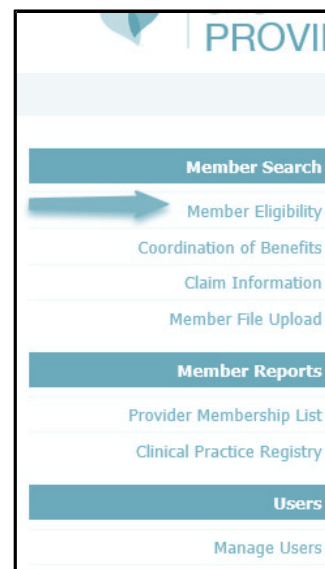 Member Search
Member Eligibility
Coordination of Benefits
Claim Information
Member File Upload
Member Reports
Provider Membership List
Clinical Practice Registry
Users
Manage Users